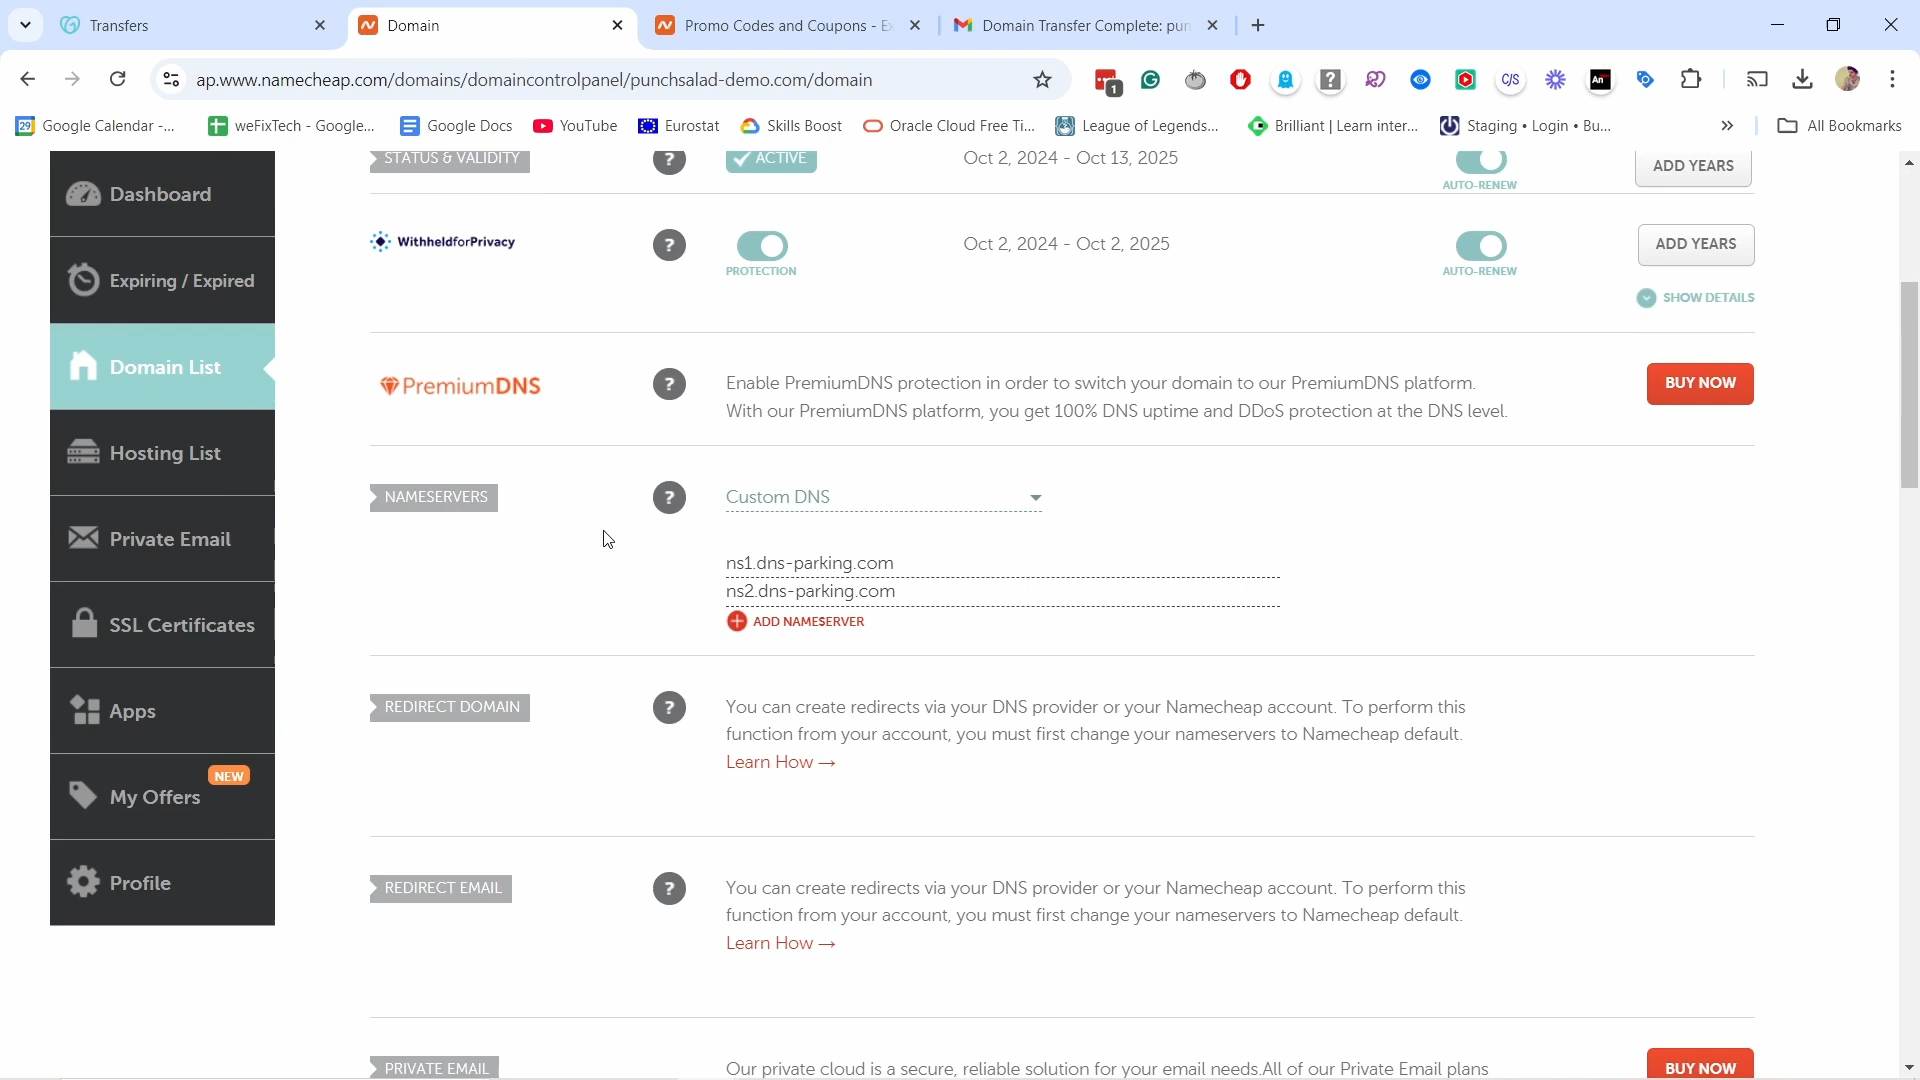 Transfers
Domain
Promo Codes and Coupons - E
Domain Transfer Complete: pun
ap.www.namecheap.com/domains/domaincontrolpanel/punchsalad-demo.com/domain
1
?
C/S
An
29
Google Calendar -...
weFixTech - Google...
Google Docs
YouTube
Eurostat
Skills Boost
Oracle Cloud Free Ti...
League of Legends...
Brilliant | Learn inter...
Staging • Login • Bu...
»
All Bookmarks
Dashboard
Expiring / Expired
Domain List
Hosting List
Private Email
SSL Certificates
Apps
NEW
My Offers
Profile
STATUS & VALIDITY
?
ACTIVE
Oct 2, 2024 - Oct 13, 2025
AUTO-RENEW
ADD YEARS
WithheldforPrivacy
?
PROTECTION
Oct 2, 2024 - Oct 2, 2025
AUTO-RENEW
ADD YEARS
SHOW DETAILS
PremiumDNS
?
Enable PremiumDNS protection in order to switch your domain to our PremiumDNS platform.
With our PremiumDNS platform, you get 100% DNS uptime and DDoS protection at the DNS level.
BUY NOW
NAMESERVERS
?
Custom DNS
ns1.dns-parking.com
ns2.dns-parking.com
ADD NAMESERVER
REDIRECT DOMAIN
?
You can create redirects via your DNS provider or your Namecheap account. To perform this
function from your account, you must first change your nameservers to Namecheap default.
Learn How →
REDIRECT EMAIL
?
You can create redirects via your DNS provider or your Namecheap account. To perform this
function from your account, you must first change your nameservers to Namecheap default.
Learn How →
PRIVATE EMAIL
Our private cloud is a secure, reliable solution for your email needs.All of our Private Email plans
BUY NOW